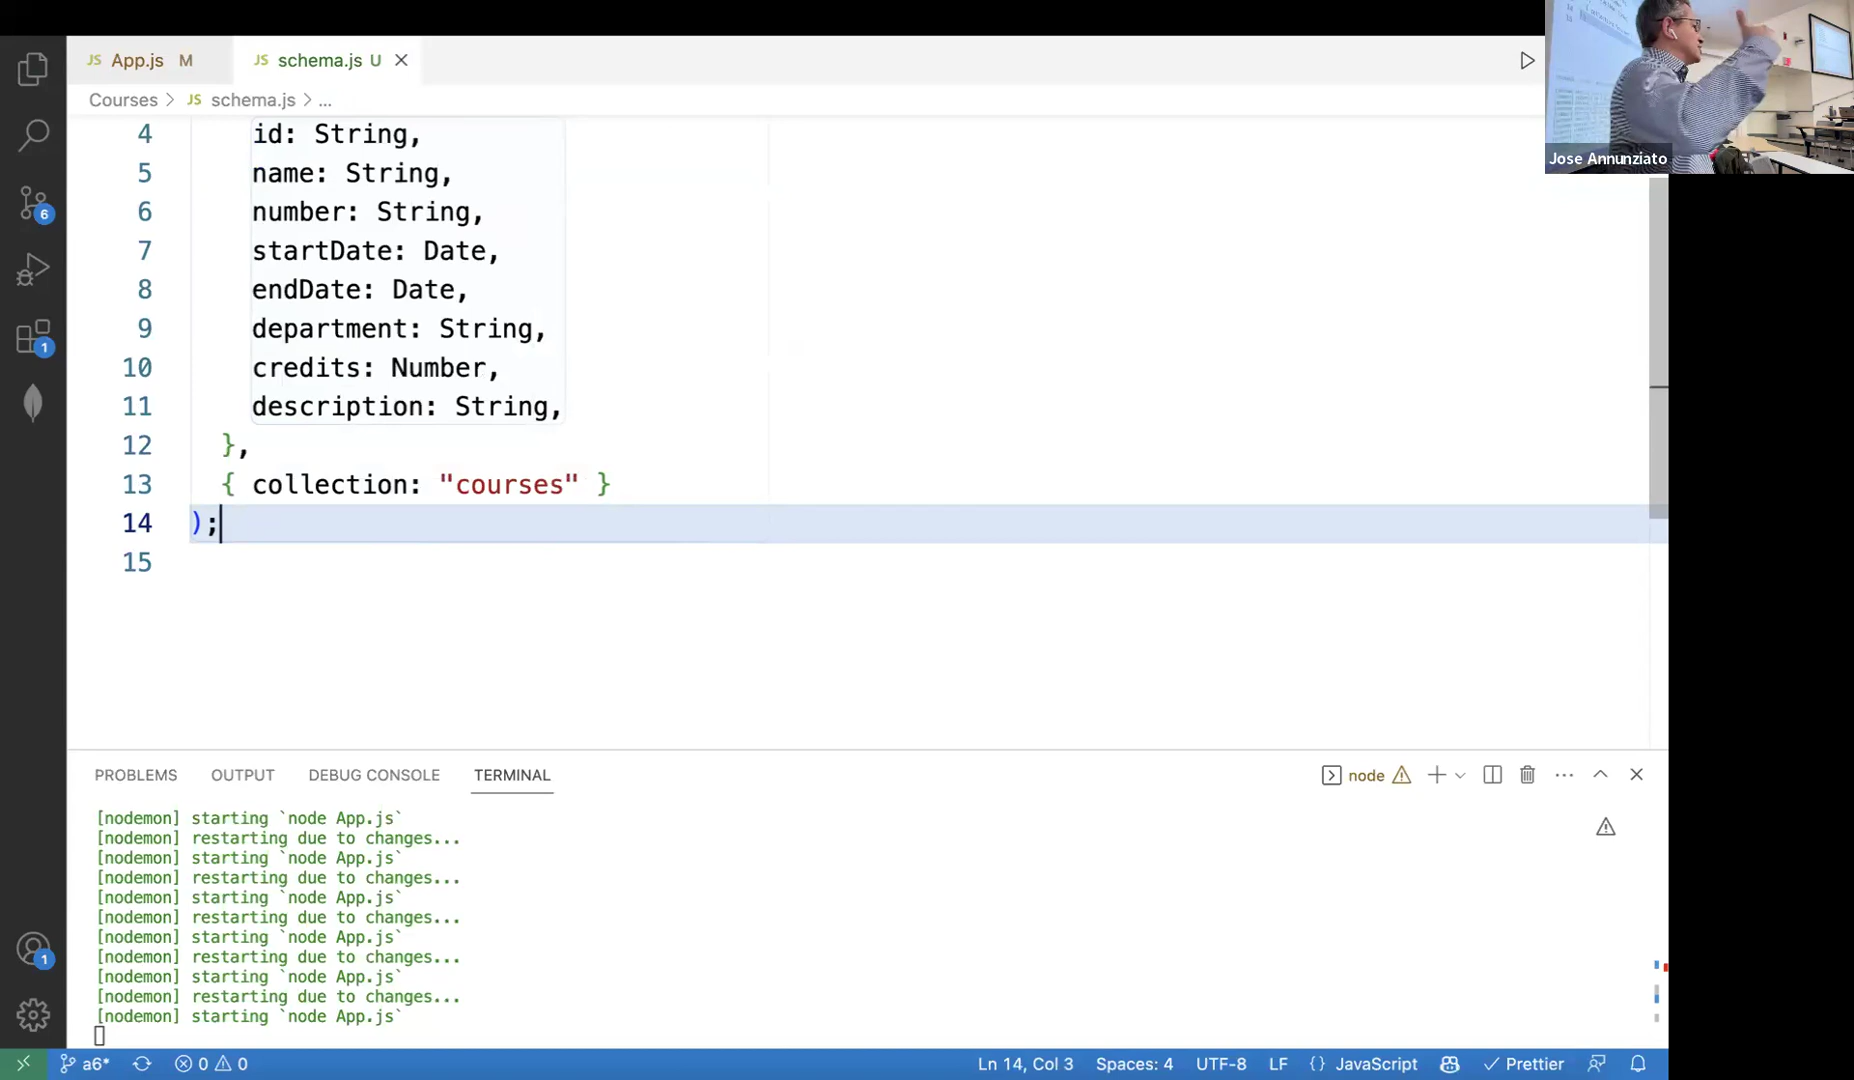 JS App.js M
JS schema.js U
Courses > JS schema.js > ...
4 id: String,
5 name: String,
6 number: String,
7 startDate: Date,
8 endDate: Date,
9 department: String,
10 credits: Number,
11 description: String,
12 },
13 { collection: "courses" }
14 );
15
6
1
1
Jose Annunziato
PROBLEMS OUTPUT DEBUG CONSOLE TERMINAL
node
[nodemon] starting `node App.js`
[nodemon] restarting due to changes...
[nodemon] starting `node App.js`
[nodemon] restarting due to changes...
[nodemon] starting `node App.js`
[nodemon] restarting due to changes...
[nodemon] starting `node App.js`
[nodemon] restarting due to changes...
[nodemon] starting `node App.js`
[nodemon] restarting due to changes...
[nodemon] starting `node App.js`
a6* 0 0 Ln 14, Col 3 Spaces: 4 UTF-8 LF {} JavaScript Prettier